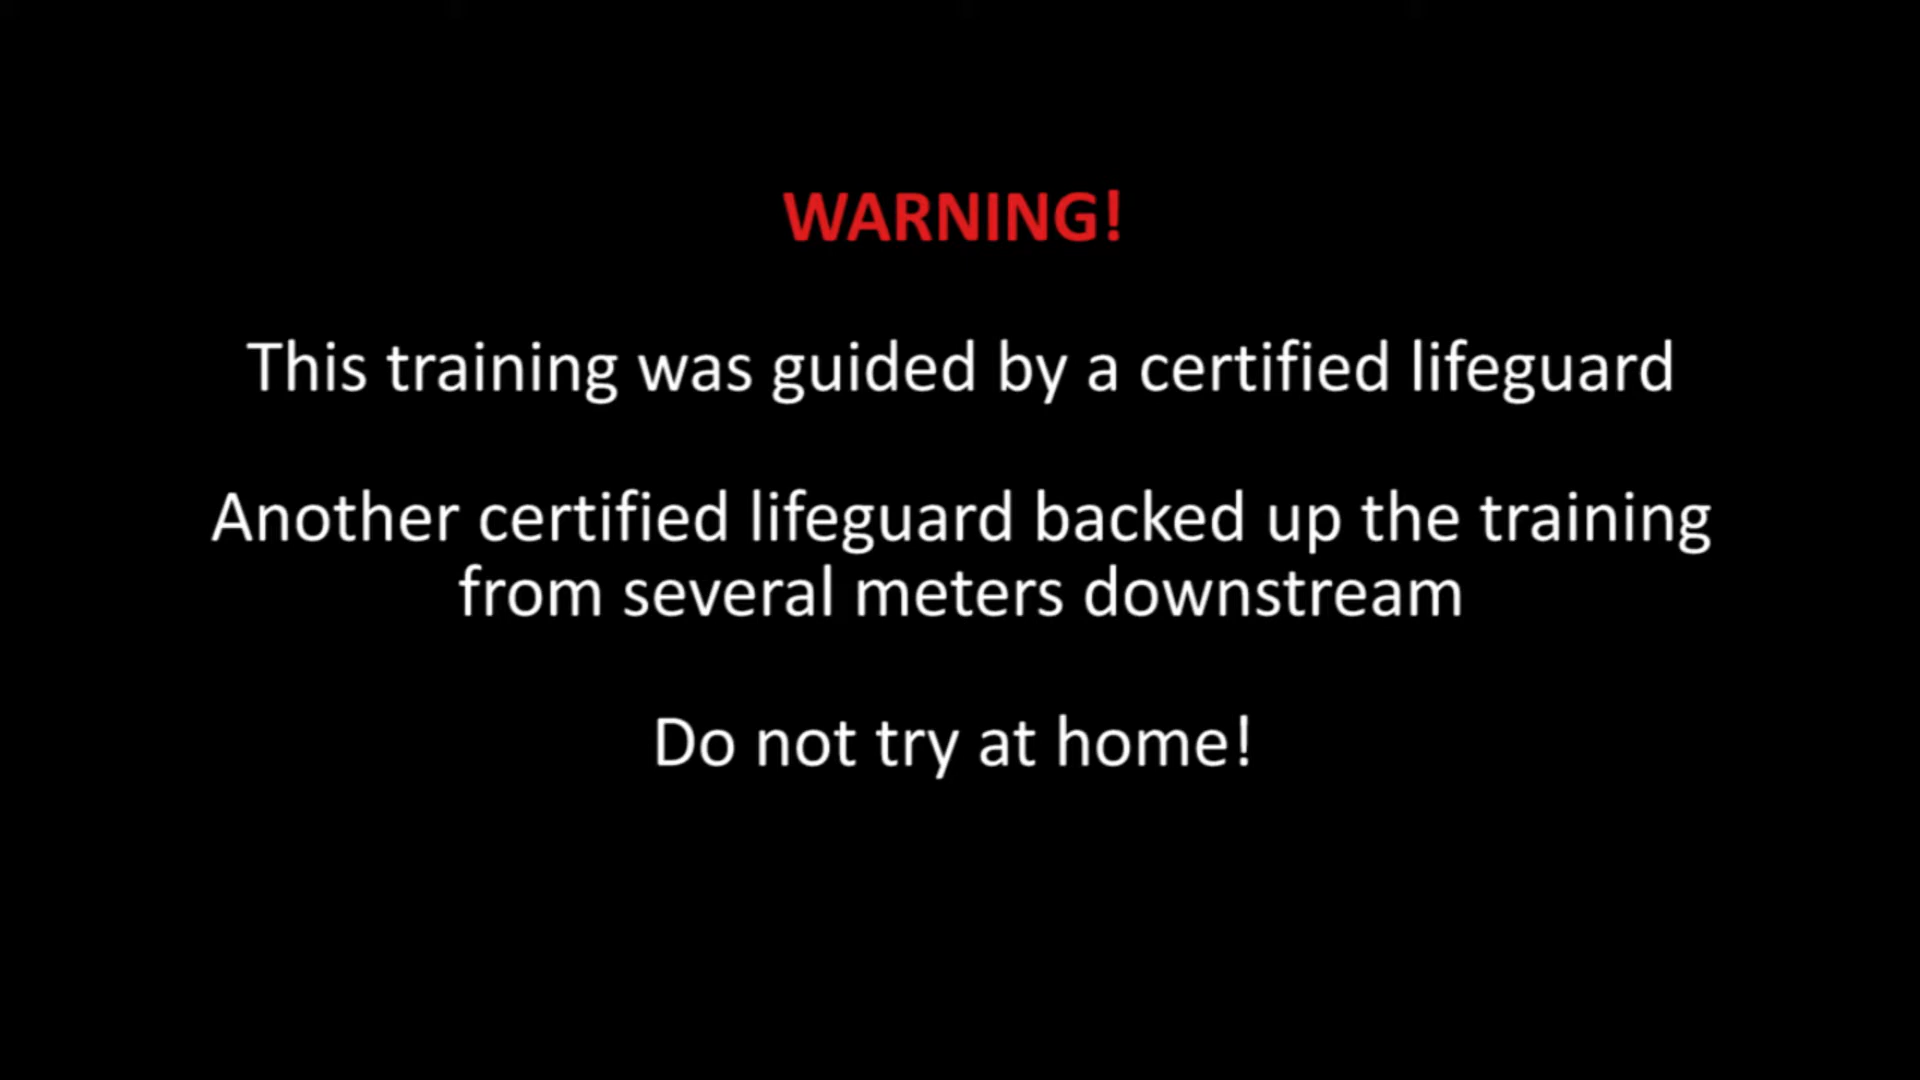 WARNING!
This training was guided by a certified lifeguard
Another certified lifeguard backed up the training
from several meters downstream
Do not try at home!